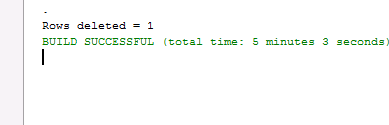 .
Rows deleted = 1
BUILD SUCCESSFUL (total time: 5 minutes 3 seconds)